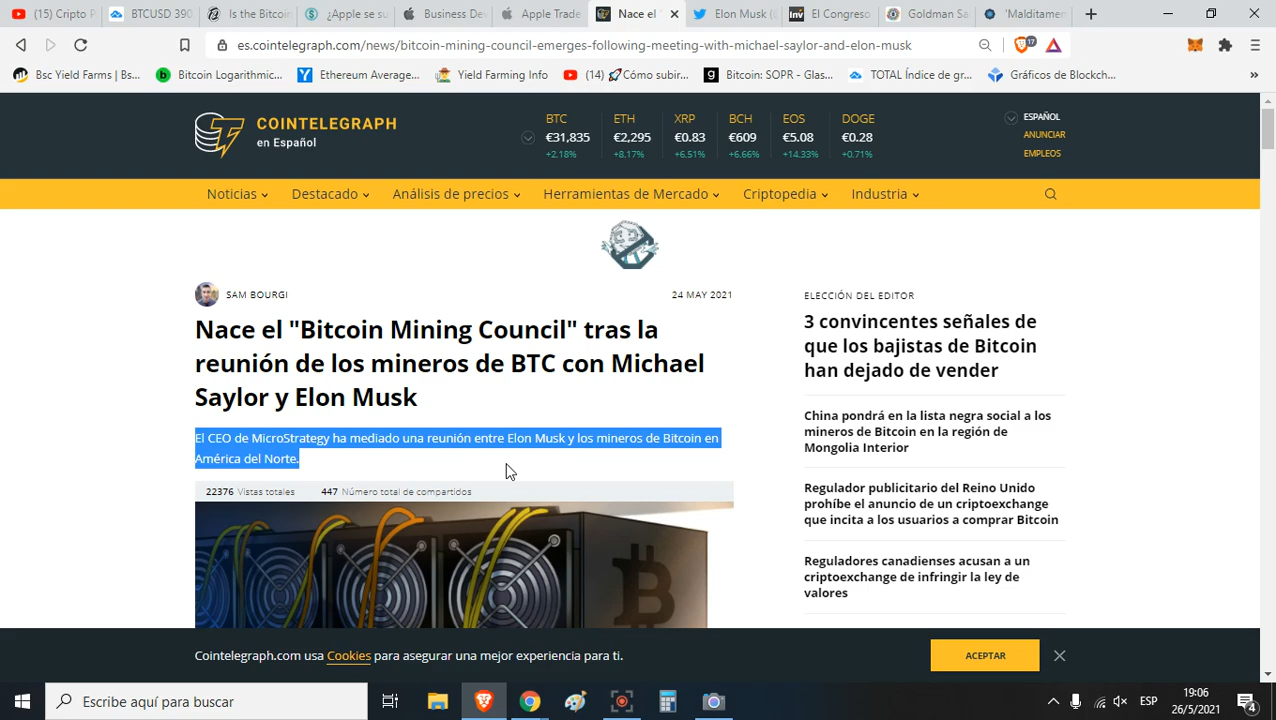 (15) Cripto P
BTCUSD 390
Is the Bitcoin
¿Apple se su
Business De
Apple Trade
Nace el "
Elon Musk (
El Congreso
Goldman Sa
'Malditamen
es.cointelegraph.com/news/bitcoin-mining-council-emerges-following-meeting-with-michael-saylor-and-elon-musk
17
Bsc Yield Farms | Bs...
Bitcoin Logarithmic...
Ethereum Average...
Yield Farming Info
(14) 🚀Cómo subir...
Bitcoin: SOPR - Glas...
TOTAL Índice de gr...
Gráficos de Blockch...
COINTELEGRAPH
en Español
BTC ETH XRP BCH EOS DOGE
€31,835 €2,295 €0.83 €609 €5.08 €0.28
+2.18% +8.17% +6.51% +6.66% +14.33% +0.71%
ESPAÑOL
ANUNCIAR
EMPLEOS
Noticias Destacado Análisis de precios Herramientas de Mercado Criptopedia Industria
SAM BOURGI 24 MAY 2021
Nace el "Bitcoin Mining Council" tras la
reunión de los mineros de BTC con Michael
Saylor y Elon Musk
El CEO de MicroStrategy ha mediado una reunión entre Elon Musk y los mineros de Bitcoin en
América del Norte.
22376 Vistas totales 447 Número total de compartidos
ELECCIÓN DEL EDITOR
3 convincentes señales de
que los bajistas de Bitcoin
han dejado de vender
China pondrá en la lista negra social a los
mineros de Bitcoin en la región de
Mongolia Interior
Regulador publicitario del Reino Unido
prohíbe el anuncio de un criptoexchange
que incita a los usuarios a comprar Bitcoin
Reguladores canadienses acusan a un
criptoexchange de infringir la ley de
valores
Cointelegraph.com usa Cookies para asegurar una mejor experiencia para ti.
ACEPTAR
Escribe aquí para buscar
ESP
19:06
26/5/2021
4